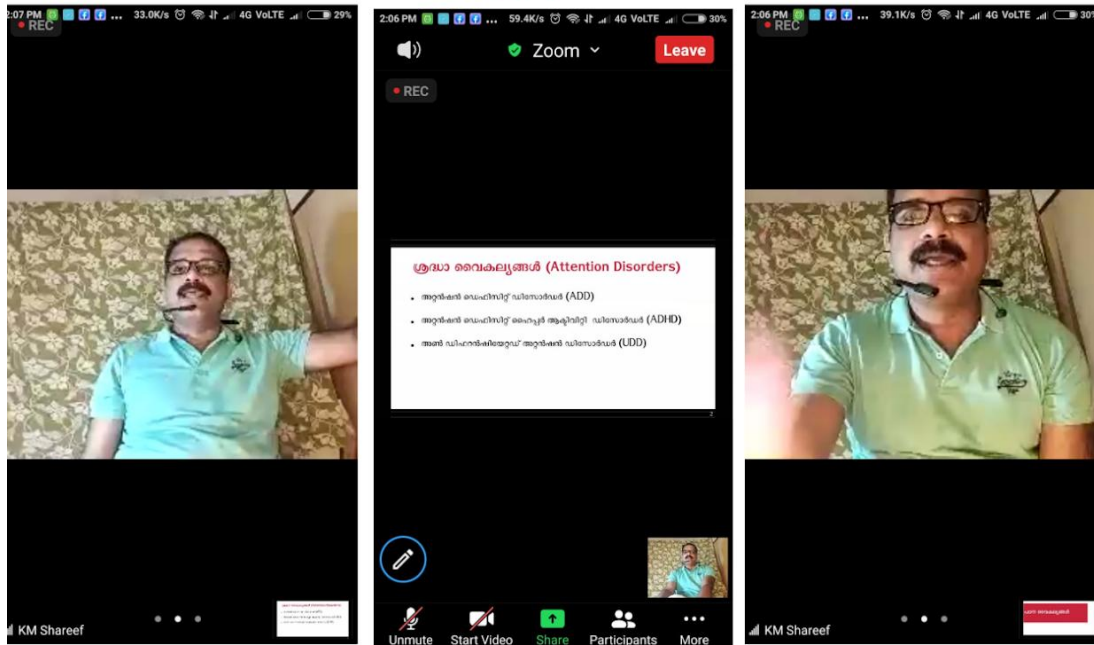 2:07 PM ... 33.0K/s 4G VoLTE 29%
REC
KM Shareef
2:06 PM ... 59.4K/s 4G VoLTE 30%
Zoom
Leave
REC
ശ്രദ്ധാ വൈകല്യങ്ങൾ (Attention Disorders)
• അറ്റൻഷൻ ഡെഫിസിറ്റ് ഡിസോർഡർ (ADD)
• അറ്റൻഷൻ ഡെഫിസിറ്റ് ഹൈപ്പർ ആക്ടിവിറ്റി ഡിസോർഡർ (ADHD)
• അൺ ഡിഫറൻഷിയേറ്റഡ് അറ്റൻഷൻ ഡിസോർഡർ (UDD)
2
Unmute
Start Video
Share
Participants
More
2:06 PM ... 39.1K/s 4G VoLTE 30%
REC
KM Shareef